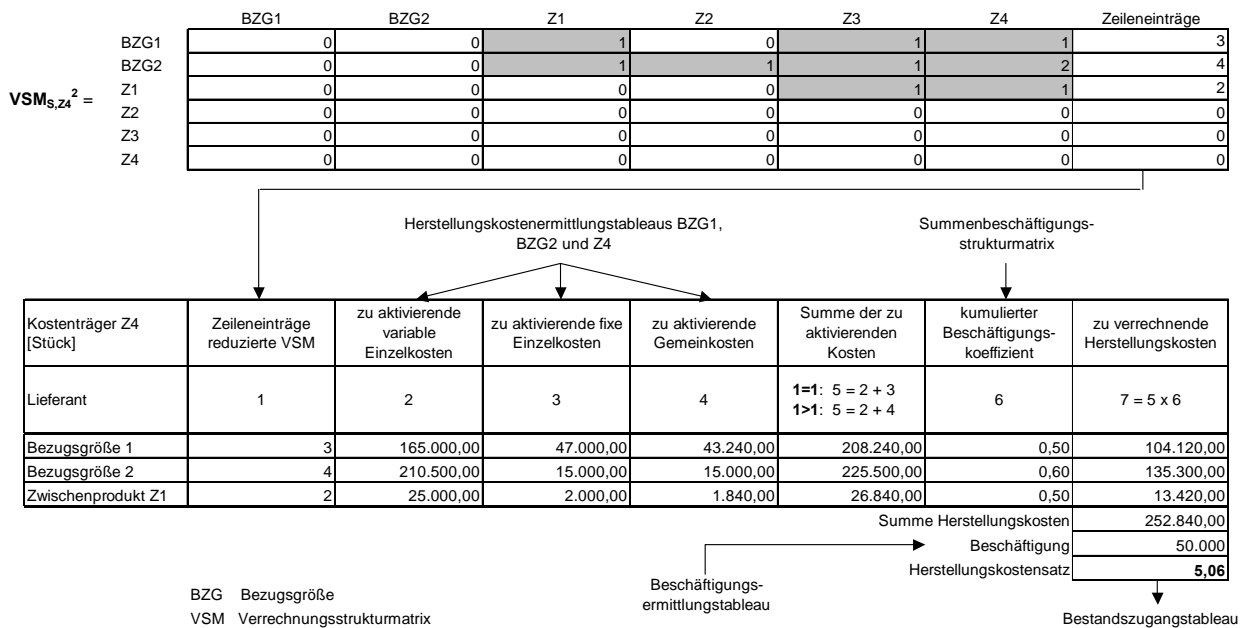 BZG1 BZG2 Z1 Z2 Z3 Z4 Zeileneinträge
BZG1 0 0 1 0 1 1 3
BZG2 0 0 1 1 1 2 4
VSM_S,Z4² =
Z1 0 0 0 0 1 1 2
Z2 0 0 0 0 0 0 0
Z3 0 0 0 0 0 0 0
Z4 0 0 0 0 0 0 0
Herstellungskostenermittlungstableaus BZG1,
BZG2 und Z4
Summenbeschäftigungs-
strukturmatrix
Kostenträger Z4
[Stück]
Zeileneinträge
reduzierte VSM
zu aktivierende
variable
Einzelkosten
zu aktivierende fixe
Einzelkosten
zu aktivierende
Gemeinkosten
Summe der zu
aktivierenden
Kosten
kumulierter
Beschäftigungs-
koeffizient
zu verrechnende
Herstellungskosten
Lieferant 1 2 3 4
1=1: 5 = 2 + 3
1>1: 5 = 2 + 4
6 7 = 5 x 6
Bezugsgröße 1 3 165.000,00 47.000,00 43.240,00 208.240,00 0,50 104.120,00
Bezugsgröße 2 4 210.500,00 15.000,00 15.000,00 225.500,00 0,60 135.300,00
Zwischenprodukt Z1 2 25.000,00 2.000,00 1.840,00 26.840,00 0,50 13.420,00
Summe Herstellungskosten 252.840,00
Beschäftigung 50.000
Herstellungskostensatz 5,06
Beschäftigungs-
ermittlungstableau
BZG Bezugsgröße
VSM Verrechnungsstrukturmatrix
Bestandszugangtableau